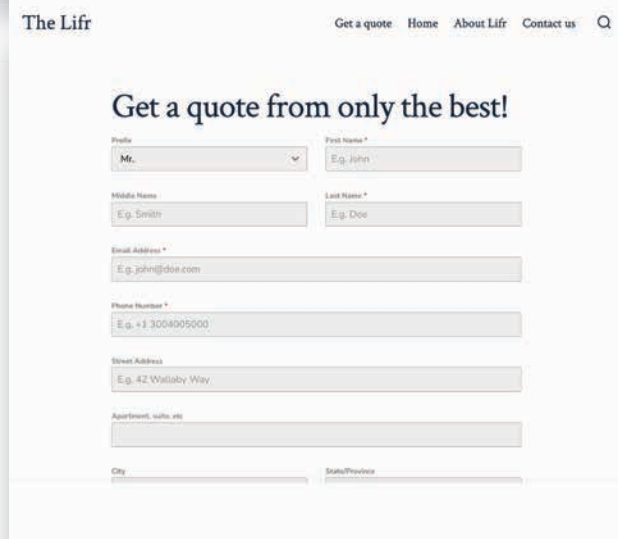 The Lifr
Get a quote Home About Lifr Contact us
Get a quote from only the best!
Prefix First Name *
Mr. E.g. John
Middle Name Last Name *
E.g. Smith E.g. Doe
Email Address *
E.g. john@doe.com
Phone Number *
E.g. +1 3004005000
Street Address
E.g. 42 Wallaby Way
Apartment, suite, etc
City State/Province